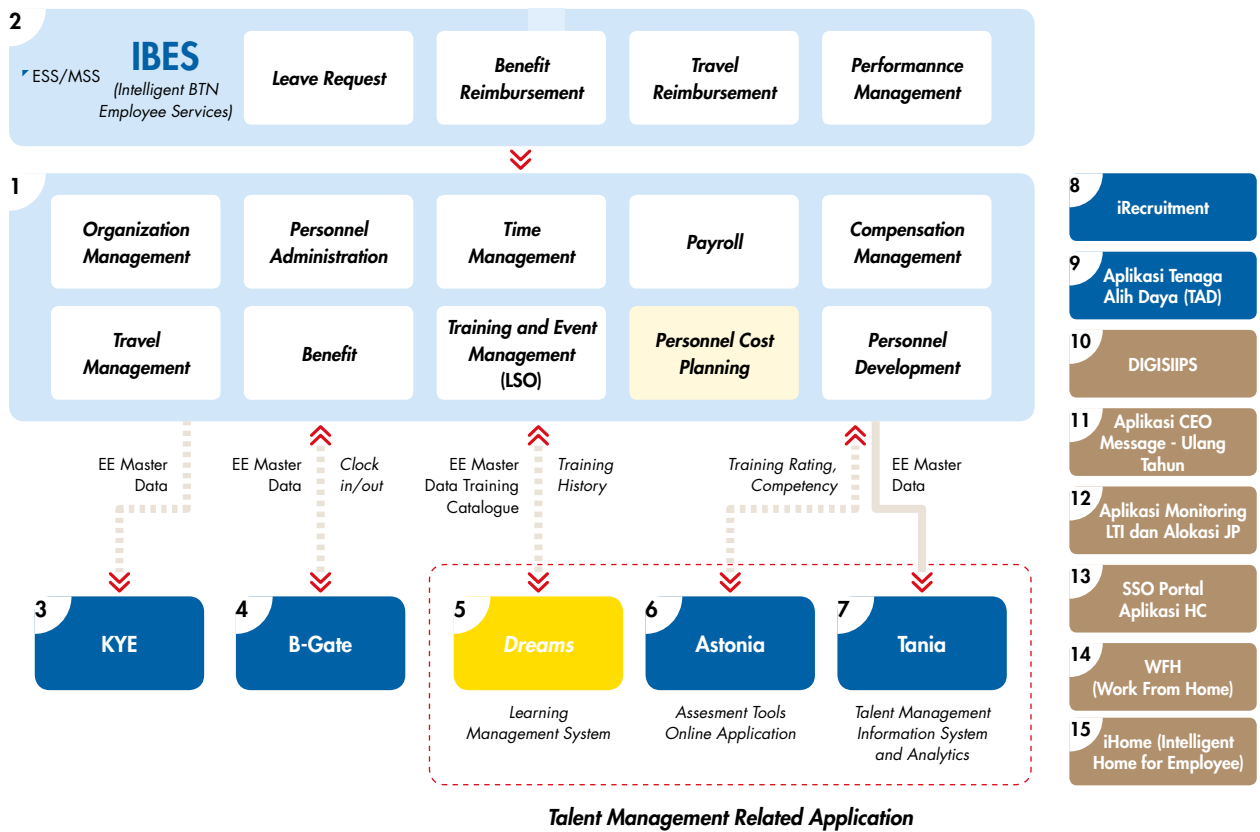 2
ESS/MSS
IBES
(Intelligent BTN
Employee Services)
Leave Request
Benefit
Reimbursement
Travel
Reimbursement
Performannce
Management
1
Organization
Management
Personnel
Administration
Time
Management
Payroll
Compensation
Management
Travel
Management
Benefit
Training and Event
Management
(LSO)
Personnel Cost
Planning
Personnel
Development
EE Master
Data
EE Master
Data
Clock
in/out
EE Master
Data Training
Catalogue
Training
History
Training Rating,
Competency
EE Master
Data
3
KYE
4
B-Gate
5
Dreams
6
Astonia
7
Tania
Learning
Management System
Assesment Tools
Online Application
Talent Management
Information System
and Analytics
Talent Management Related Application
8
iRecruitment
9
Aplikasi Tenaga
Alih Daya (TAD)
10
DIGISIIPS
11
Aplikasi CEO
Message - Ulang
Tahun
12
Aplikasi Monitoring
LTI dan Alokasi JP
13
SSO Portal
Aplikasi HC
14
WFH
(Work From Home)
15
iHome (Intelligent
Home for Employee)